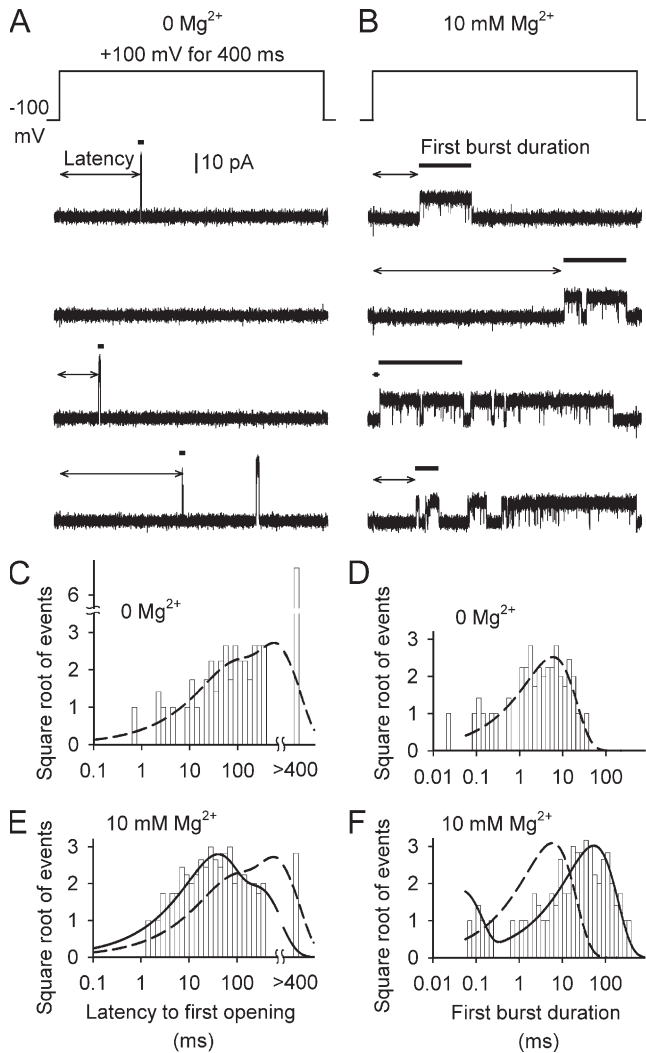 A
0 Mg²⁺
B
10 mM Mg²⁺
+100 mV for 400 ms
-100
mV
Latency
10 pA
First burst duration
C
0 Mg²⁺
Square root of events
6
3
2
1
0
0.1 1 10 100 >400
D
0 Mg²⁺
Square root of events
3
2
1
0
0.01 0.1 1 10 100
E
10 mM Mg²⁺
Square root of events
3
2
1
0
0.1 1 10 100 >400
Latency to first opening
(ms)
F
10 mM Mg²⁺
Square root of events
3
2
1
0
0.01 0.1 1 10 100
First burst duration
(ms)